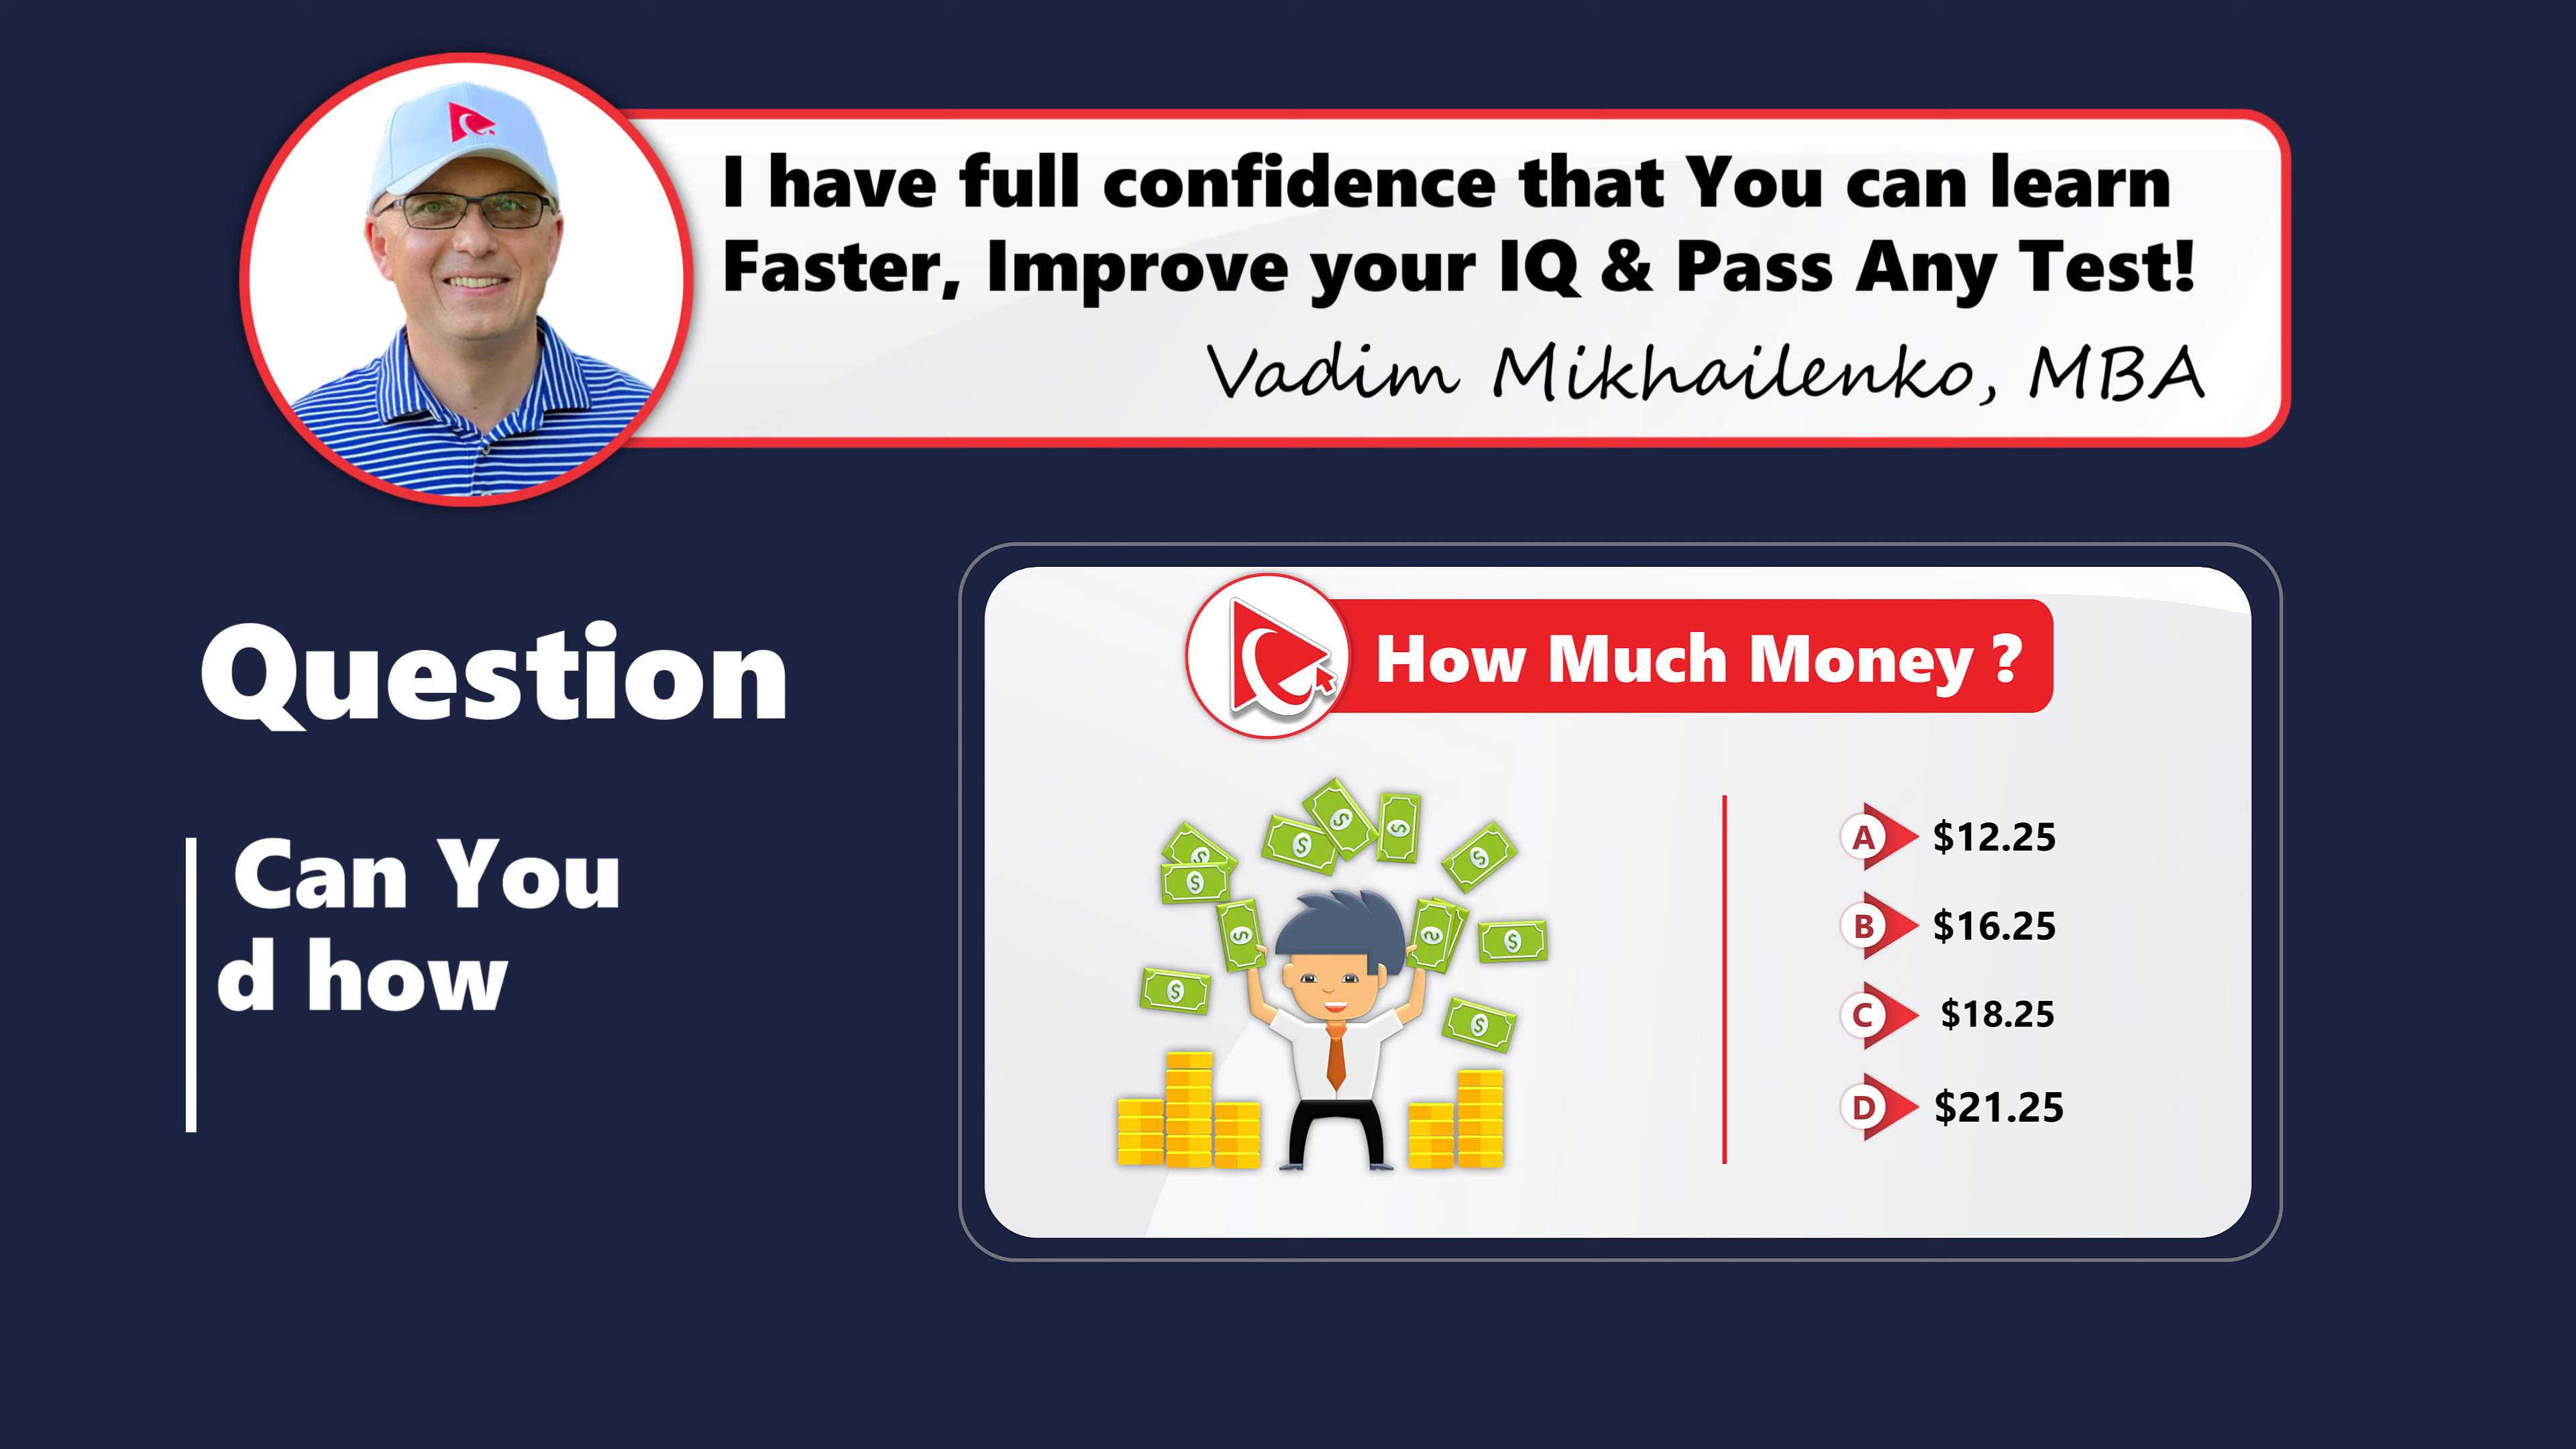 I have full confidence that You can learn
Faster, Improve your IQ & Pass Any Test!
Vadim Mikhailenko, MBA
Question
Can You
d how
How Much Money ?
A $12.25
B $16.25
C $18.25
D $21.25